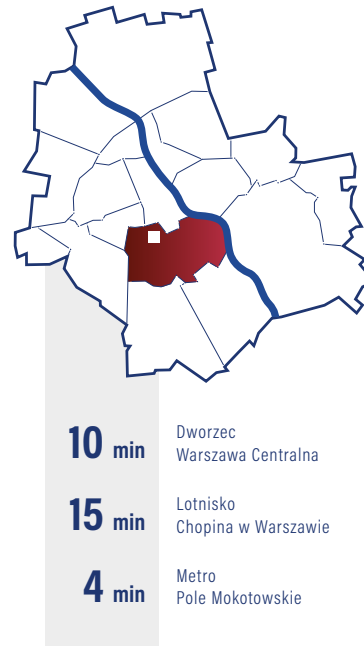 10 min
Dworzec
Warszawa Centralna
15 min
Lotnisko
Chopina w Warszawie
4 min
Metro
Pole Mokotowskie